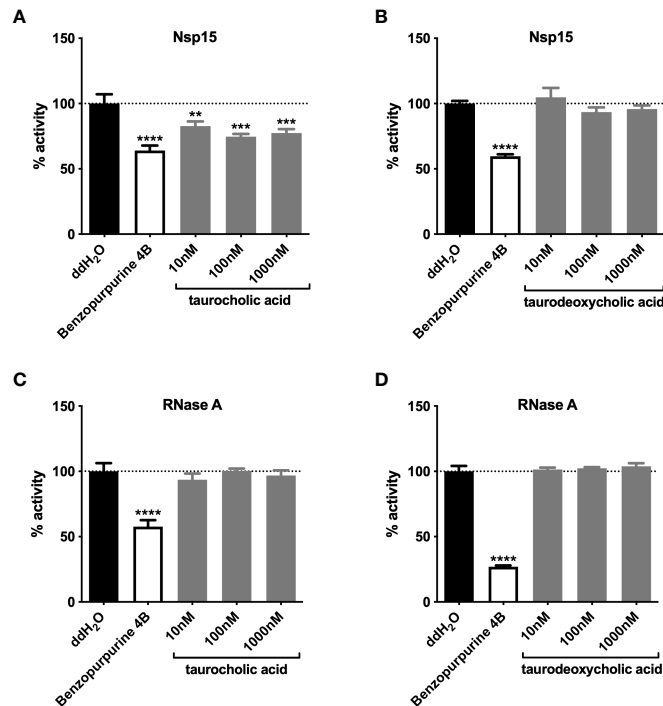 A
Nsp15
150
100
50
0
% activity
**
****
***
***
ddH₂O
Benzopurpurine 4B
10nM
100nM
1000nM
taurocholic acid
B
Nsp15
150
100
50
0
% activity
****
ddH₂O
Benzopurpurine 4B
10nM
100nM
1000nM
taurodeoxycholic acid
C
RNase A
150
100
50
0
% activity
****
ddH₂O
Benzopurpurine 4B
10nM
100nM
1000nM
taurocholic acid
D
RNase A
150
100
50
0
% activity
****
ddH₂O
Benzopurpurine 4B
10nM
100nM
1000nM
taurodeoxycholic acid